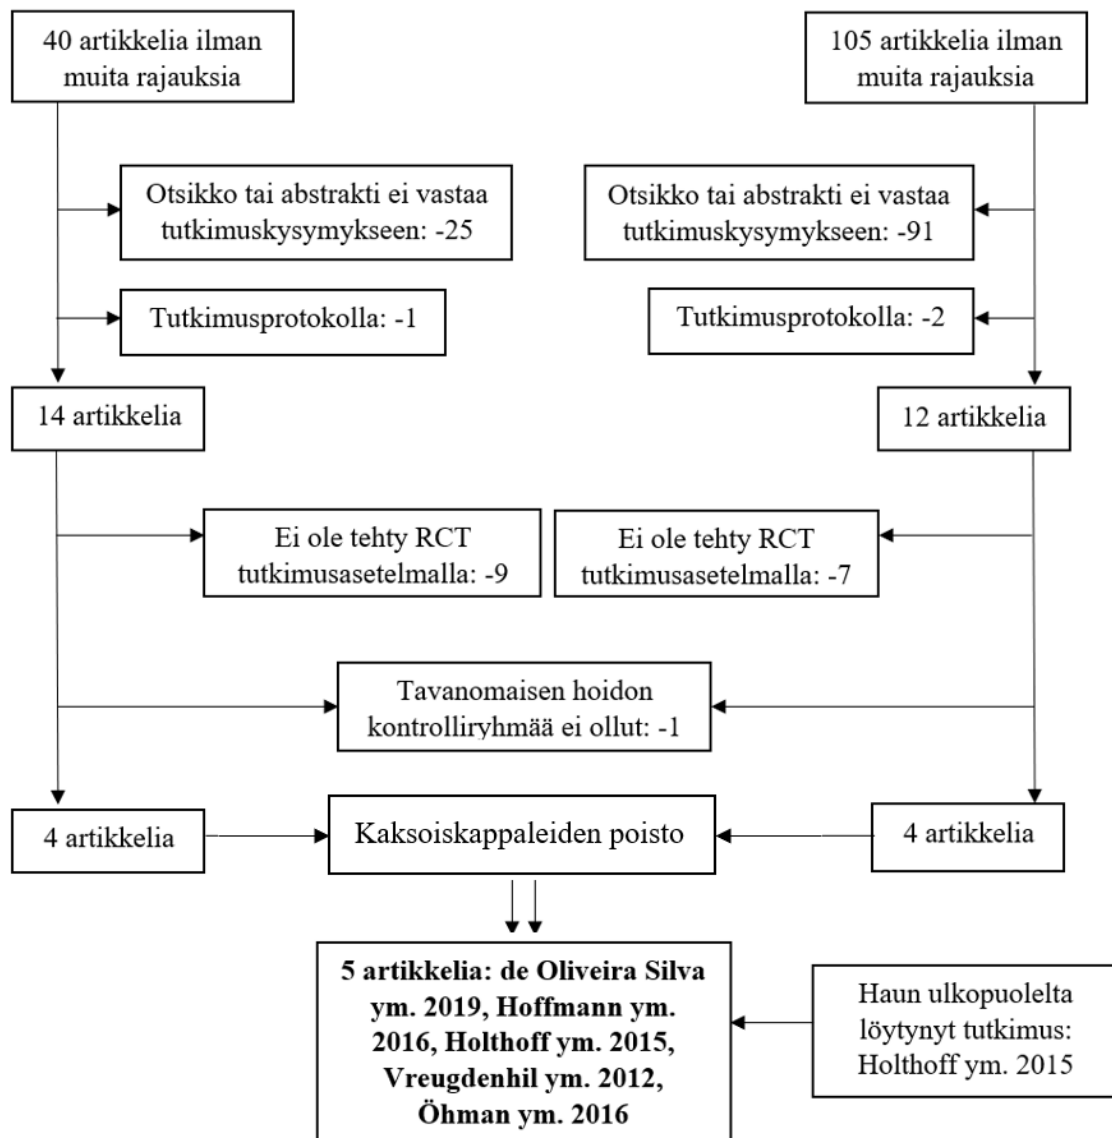 40 artikkelia ilman
muita rajauksia
105 artikkelia ilman
muita rajauksia
Otsikko tai abstrakti ei vastaa
tutkimuskysymykseen: -25
Otsikko tai abstrakti ei vastaa
tutkimuskysymykseen: -91
Tutkimusprotokolla: -1
Tutkimusprotokolla: -2
14 artikkelia
12 artikkelia
Ei ole tehty RCT
tutkimusasetelmalla: -9
Ei ole tehty RCT
tutkimusasetelmalla: -7
Tavanomaisen hoidon
kontrolliryhmää ei ollut: -1
4 artikkelia
Kaksoiskappaleiden poisto
4 artikkelia
5 artikkelia: de Oliveira Silva
ym. 2019, Hoffmann ym.
2016, Holthoff ym. 2015,
Vreugdenhil ym. 2012,
Öhman ym. 2016
Haun ulkopuolelta
löytynyt tutkimus:
Holthoff ym. 2015